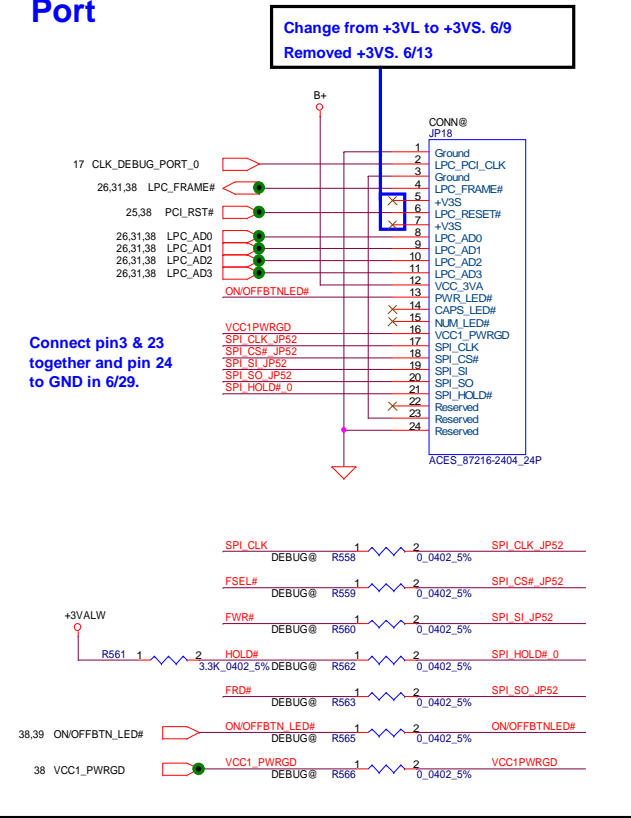 Port
Change from +3VL to +3VS. 6/9
Removed +3VS. 6/13
B+
CONN@
JP18
1 Ground
17 CLK_DEBUG_PORT_0 2 LPC_PCI_CLK
3 Ground
26,31,38 LPC_FRAME# 4 LPC_FRAME#
5 +V3S
25,38 PCI_RST# 6 LPC_RESET#
7 +V3S
26,31,38 LPC_AD0 8 LPC_AD0
26,31,38 LPC_AD1 9 LPC_AD1
26,31,38 LPC_AD2 10 LPC_AD2
26,31,38 LPC_AD3 11 LPC_AD3
12 VCC_3VA
ON/OFFBTNLED# 13 PWR_LED#
14 CAPS_LED#
15 NUM_LED#
VCC1PWRGD 16 VCC1_PWRGD
SPI_CLK_JP52 17 SPI_CLK
SPI_CS#_JP52 18 SPI_CS#
SPI_SI_JP52 19 SPI_SI
SPI_SO_JP52 20 SPI_SO
SPI_HOLD#_0 21 SPI_HOLD#
22 Reserved
23 Reserved
24 Reserved
ACES_87216-2404_24P
Connect pin3 & 23
together and pin 24
to GND in 6/29.
SPI_CLK 1 2 SPI_CLK_JP52
DEBUG@ R558 0_0402_5%
FSEL# 1 2 SPI_CS#_JP52
DEBUG@ R559 0_0402_5%
+3VALW
FWR# 1 2 SPI_SI_JP52
DEBUG@ R560 0_0402_5%
R561 1 2 HOLD# 1 2 SPI_HOLD#_0
3.3K_0402_5% DEBUG@ R562 0_0402_5%
FRD# 1 2 SPI_SO_JP52
DEBUG@ R563 0_0402_5%
38,39 ON/OFFBTN_LED# ON/OFFBTN_LED# 1 2 ON/OFFBTNLED#
DEBUG@ R565 0_0402_5%
38 VCC1_PWRGD VCC1_PWRGD 1 2 VCC1PWRGD
DEBUG@ R566 0_0402_5%